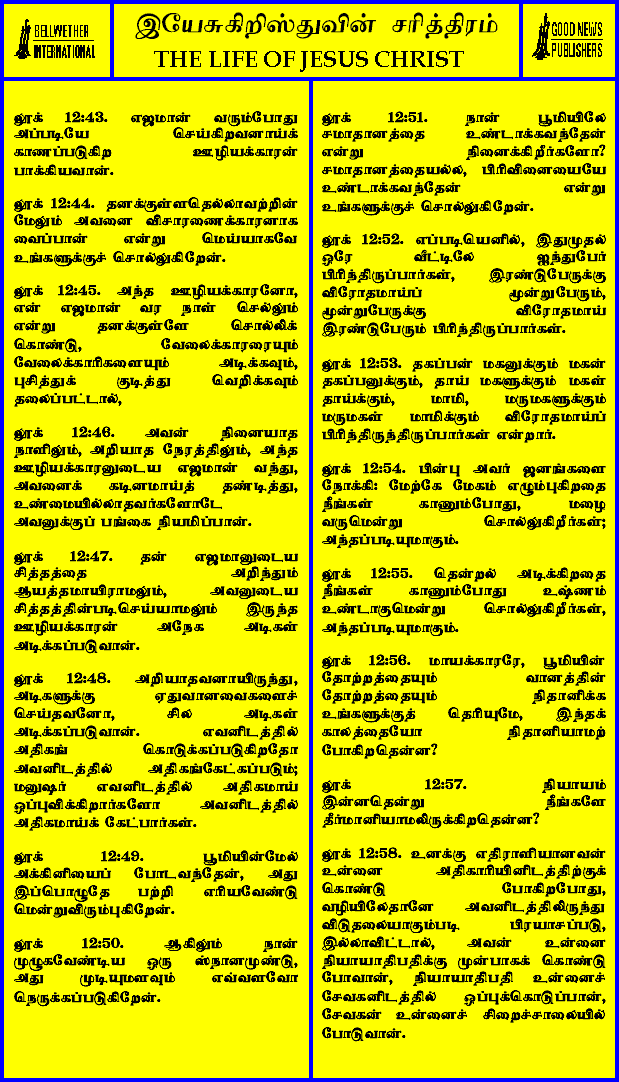 BELLWETHER
INTERNATIONAL
இயேசுகிறிஸ்துவின் சரித்திரம்
THE LIFE OF JESUS CHRIST
GOOD NEWS
PUBLISHERS
லூக் 12:43. எஜமான் வரும்போது
அப்படியே செய்கிறவனாய்க்
காணப்படுகிற ஊழியக்காரன்
பாக்கியவான்.
லூக் 12:44. தனக்குள்ளதெல்லாவற்றின்
மேலும் அவனை விசாரணைக்காரனாக
வைப்பான் என்று மெய்யாகவே
உங்களுக்குச் சொல்லுகிறேன்.
லூக் 12:45. அந்த ஊழியக்காரனோ,
என் எஜமான் வர நாள் செல்லும்
என்று தனக்குள்ளே சொல்லிக்
கொண்டு, வேலைக்காரரையும்
வேலைக்காரிகளையும் அடிக்கவும்,
புசித்துக் குடித்து வெறிக்கவும்
தலைப்பட்டால்,
லூக் 12:46. அவன் நினையாத
நாளிலும், அறியாத நேரத்திலும், அந்த
ஊழியக்காரனுடைய எஜமான் வந்து,
அவனைக் கடினமாய்த் தண்டித்து,
உண்மையில்லாதவர்களோடே
அவனுக்குப் பங்கை நியமிப்பான்.
லூக் 12:47. தன் எஜமானுடைய
சித்தத்தை அறிந்தும்
ஆயத்தமாயிராமலும், அவனுடைய
சித்தத்தின்படிசெய்யாமலும் இருந்த
ஊழியக்காரன் அநேக அடிகள்
அடிக்கப்படுவான்.
லூக் 12:48. அறியாதவனாயிருந்து,
அடிகளுக்கு ஏதுவானவைகளைச்
செய்தவனோ, சில அடிகள்
அடிக்கப்படுவான். எவனிடத்தில்
அதிகங் கொடுக்கப்படுகிறதோ
அவனிடத்தில் அதிகங்கேட்கப்படும்;
மனுஷர் எவனிடத்தில் அதிகமாய்
ஒப்புவிக்கிறார்களோ அவனிடத்தில்
அதிகமாய்க் கேட்பார்கள்.
லூக் 12:49. பூமியின்மேல்
அக்கினியைப் போடவந்தேன், அது
இப்பொழுதே பற்றி எரியவேண்டு
மென்றுவிரும்புகிறேன்.
லூக் 12:50. ஆகிலும் நான்
முழுகவேண்டிய ஒரு ஸ்நானமுண்டு,
அது முடியுமளவும் எவ்வளவோ
நெருக்கப்படுகிறேன்.
லூக் 12:51. நான் பூமியிலே
சமாதானத்தை உண்டாக்கவந்தேன்
என்று நினைக்கிறீர்களோ?
சமாதானத்தையல்ல, பிரிவினையையே
உண்டாக்கவந்தேன் என்று
உங்களுக்குச் சொல்லுகிறேன்.
லூக் 12:52. எப்படியெனில், இதுமுதல்
ஒரே வீட்டிலே ஐந்துபேர்
பிரிந்திருப்பார்கள், இரண்டுபேருக்கு
விரோதமாய்ப் மூன்றுபேரும்,
மூன்றுபேருக்கு விரோதமாய்
இரண்டுபேரும் பிரிந்திருப்பார்கள்.
லூக் 12:53. தகப்பன் மகனுக்கும் மகன்
தகப்பனுக்கும், தாய் மகளுக்கும் மகள்
தாய்க்கும், மாமி, மருமகளுக்கும்
மருமகள் மாமிக்கும் விரோதமாய்ப்
பிரிந்திருந்திருப்பார்கள் என்றார்.
லூக் 12:54. பின்பு அவர் ஜனங்களை
நோக்கி: மேற்கே மேகம் எழும்புகிறதை
நீங்கள் காணும்போது, மழை
வருமென்று சொல்லுகிறீர்கள்;
அந்தப்படியுமாகும்.
லூக் 12:55. தென்றல் அடிக்கிறதை
நீங்கள் காணும்போது உஷ்ணம்
உண்டாகுமென்று சொல்லுகிறீர்கள்,
அந்தப்படியுமாகும்.
லூக் 12:56. மாயக்காரரே, பூமியின்
தோற்றத்தையும் வானத்தின்
தோற்றத்தையும் நிதானிக்க
உங்களுக்குத் தெரியுமே, இந்தக்
காலத்தையோ நிதானியாமற்
போகிறதென்ன?
லூக் 12:57. நியாயம்
இன்னதென்று நீங்களே
தீர்மானியாமலிருக்கிறதென்ன?
லூக் 12:58. உனக்கு எதிராளியானவன்
உன்னை அதிகாரியினிடத்திற்குக்
கொண்டு போகிறபோது,
வழியிலேதானே அவனிடத்திலிருந்து
விடுதலையாகும்படி பிரயாசப்படு,
இல்லாவிட்டால், அவன் உன்னை
நியாயாதிபதிக்கு முன்பாகக் கொண்டு
போவான், நியாயாதிபதி உன்னைச்
சேவகனிடத்தில் ஒப்புக்கொடுப்பான்,
சேவகன் உன்னைச் சிறைச்சாலையில்
போடுவான்.